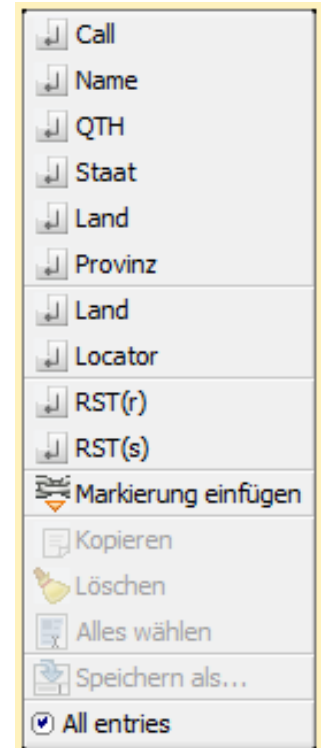 Call
Name
QTH
Staat
Land
Provinz
Land
Locator
RST(r)
RST(s)
Markierung einfügen
Kopieren
Löschen
Alles wählen
Speichern als...
All entries